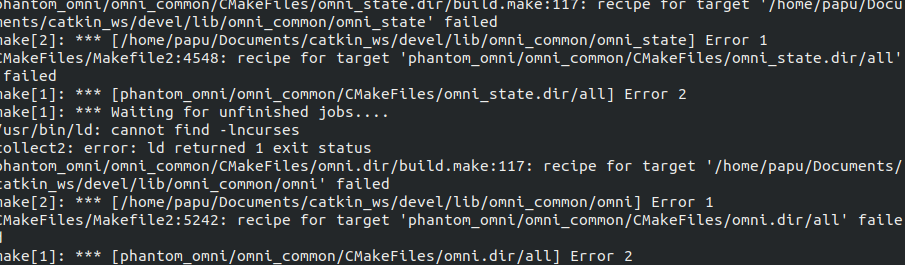 phantom_omni/omni_common/CMakeFiles/omni_state.dir/build.make:117: recipe for target '/home/papu/Docu
ments/catkin_ws/devel/lib/omni_common/omni_state' failed
make[2]: *** [/home/papu/Documents/catkin_ws/devel/lib/omni_common/omni_state] Error 1
CMakeFiles/Makefile2:4548: recipe for target 'phantom_omni/omni_common/CMakeFiles/omni_state.dir/all'
failed
make[1]: *** [phantom_omni/omni_common/CMakeFiles/omni_state.dir/all] Error 2
make[1]: *** Waiting for unfinished jobs....
/usr/bin/ld: cannot find -lncurses
collect2: error: ld returned 1 exit status
phantom_omni/omni_common/CMakeFiles/omni.dir/build.make:117: recipe for target '/home/papu/Documents/
catkin_ws/devel/lib/omni_common/omni' failed
make[2]: *** [/home/papu/Documents/catkin_ws/devel/lib/omni_common/omni] Error 1
CMakeFiles/Makefile2:5242: recipe for target 'phantom_omni/omni_common/CMakeFiles/omni.dir/all' faile
d
make[1]: *** [phantom_omni/omni_common/CMakeFiles/omni.dir/all] Error 2